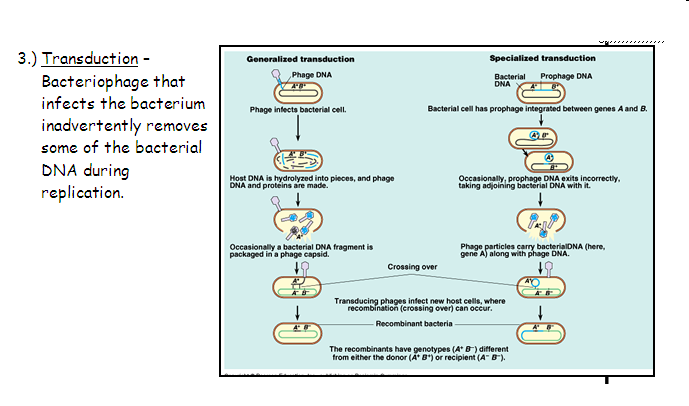 3.) Transduction –
Bacteriophage that
infects the bacterium
inadvertently removes
some of the bacterial
DNA during
replication.
Generalized transduction
Phage DNA
A⁺B⁺
Phage infects bacterial cell.
A⁺ B⁺
Host DNA is hydrolyzed into pieces, and phage
DNA and proteins are made.
A⁺
Occasionally a bacterial DNA fragment is
packaged in a phage capsid.
A⁺
A⁻ B⁻
A⁺ B⁻
Specialized transduction
Bacterial
DNA
Prophage DNA
A⁺ B⁺
Bacterial cell has prophage integrated between genes A and B.
A⁺ B⁺
A⁺
B⁺
Occasionally, prophage DNA exits incorrectly,
taking adjoining bacterial DNA with it.
A⁺
Phage particles carry bacterialDNA (here,
gene A) along with phage DNA.
A⁺
A⁻ B⁻
A⁺ B⁻
Crossing over
Transducing phages infect new host cells, where
recombination (crossing over) can occur.
Recombinant bacteria
The recombinants have genotypes (A⁺ B⁻) different
from either the donor (A⁺ B⁺) or recipient (A⁻ B⁻).